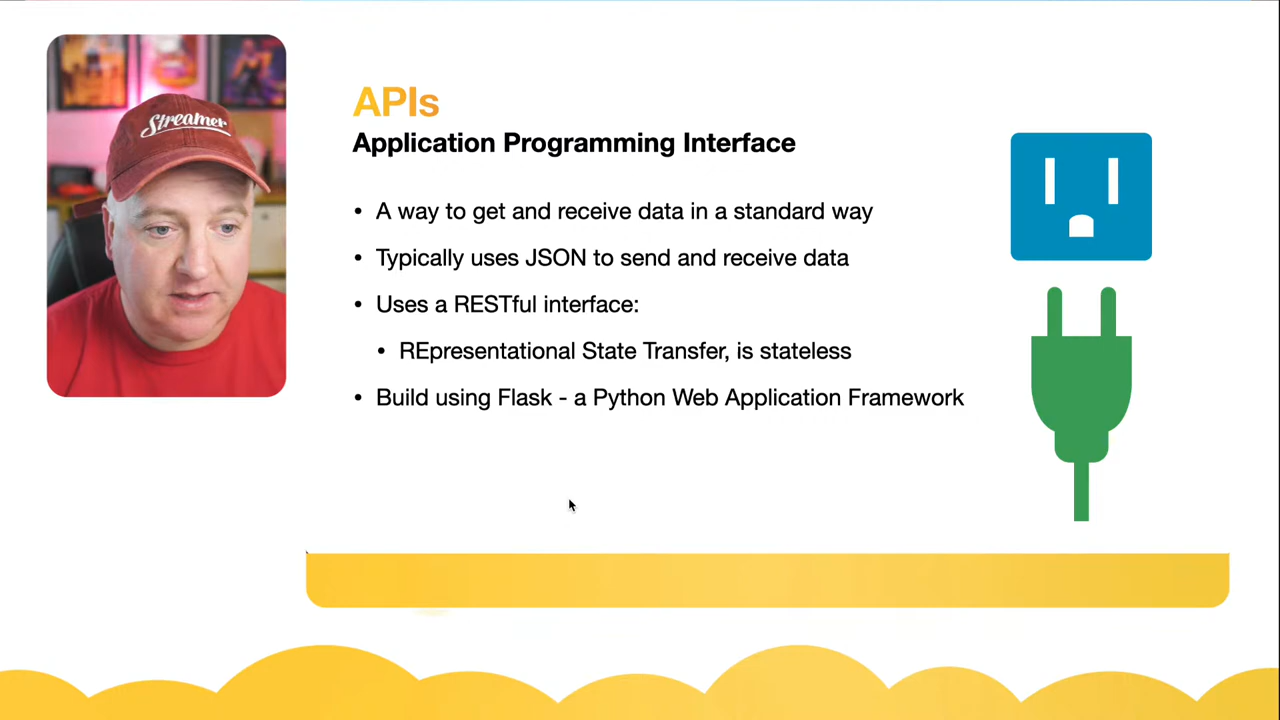 Streamer
APIs
Application Programming Interface
• A way to get and receive data in a standard way
• Typically uses JSON to send and receive data
• Uses a RESTful interface:
• REpresentational State Transfer, is stateless
• Build using Flask - a Python Web Application Framework